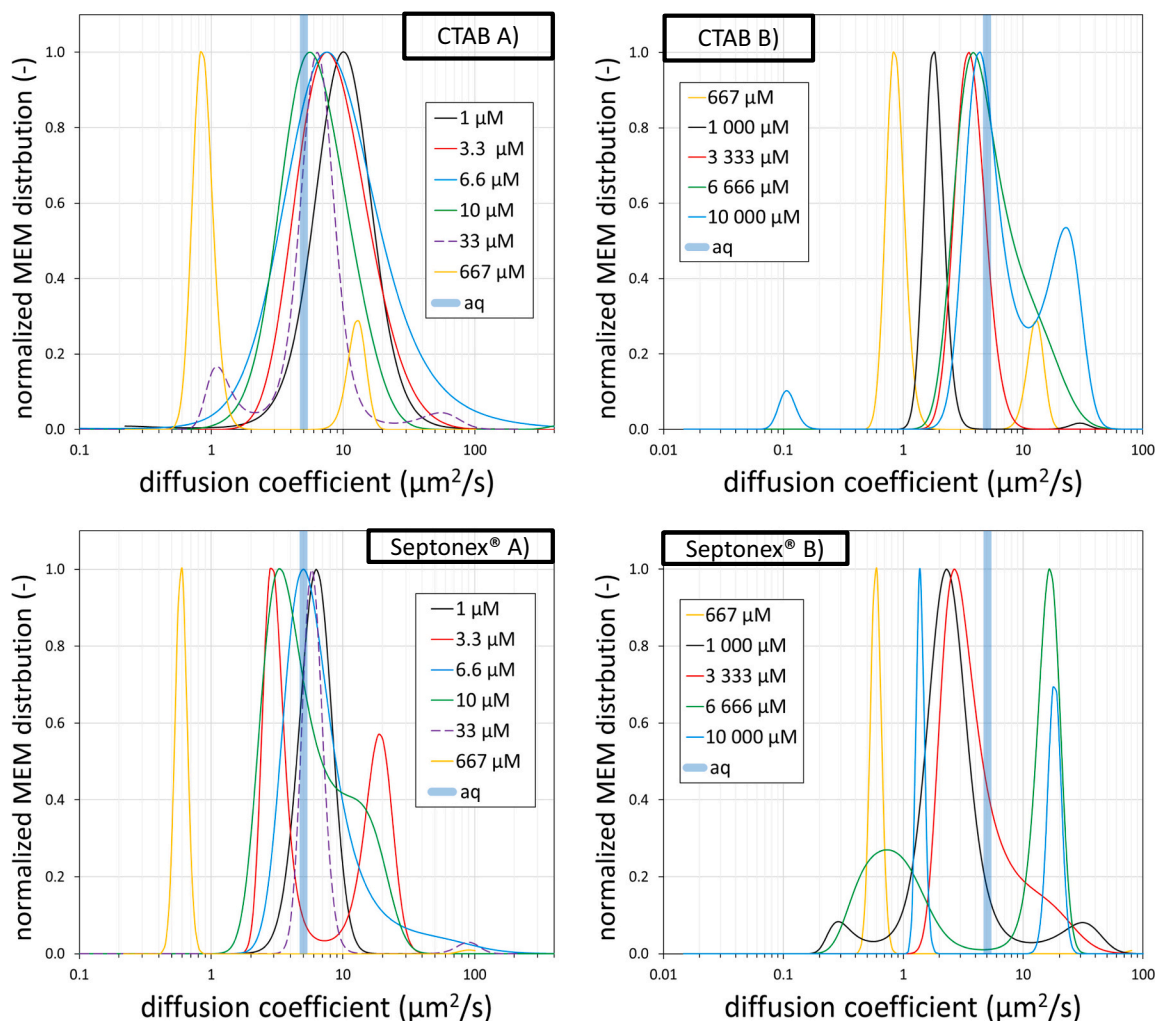 CTAB A)
normalized MEM distrbution (-)
1.0
0.8
0.6
0.4
0.2
0.0
1 µM
3.3 µM
6.6 µM
10 µM
33 µM
667 µM
aq
0.1 1 10 100
diffusion coefficient (µm²/s)
CTAB B)
normalized MEM distrbution (-)
1.0
0.8
0.6
0.4
0.2
0.0
667 µM
1 000 µM
3 333 µM
6 666 µM
10 000 µM
aq
0.01 0.1 1 10 100
diffusion coefficient (µm²/s)
Septonex® A)
normalized MEM distribution (-)
1.0
0.8
0.6
0.4
0.2
0.0
1 µM
3.3 µM
6.6 µM
10 µM
33 µM
667 µM
aq
0.1 1 10 100
diffusion coefficient (µm²/s)
Septonex® B)
normalized MEM distribution (-)
1.0
0.8
0.6
0.4
0.2
0.0
667 µM
1 000 µM
3 333 µM
6 666 µM
10 000 µM
aq
0.01 0.1 1 10 100
diffusion coefficient (µm²/s)